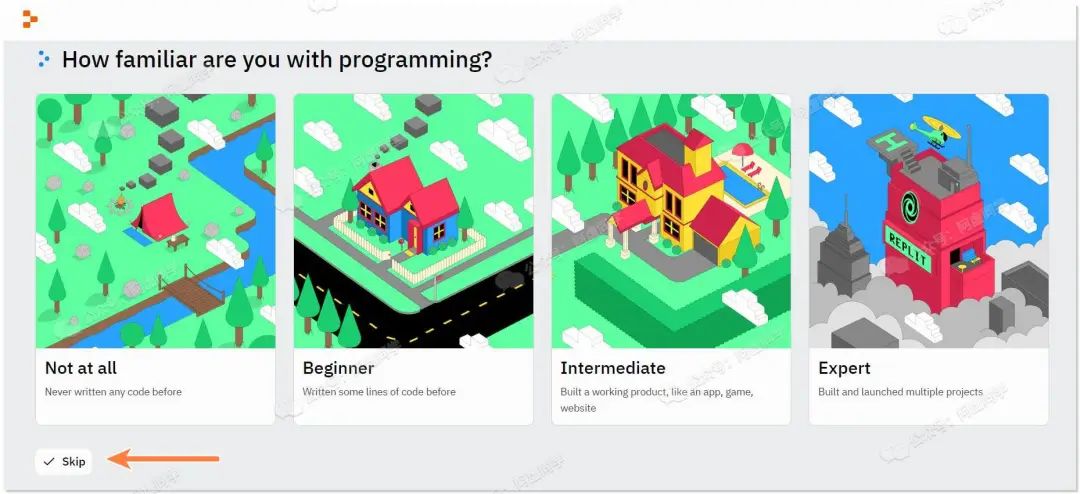 How familiar are you with programming?
H
REPLIT
Not at all
Never written any code before
Beginner
Written some lines of code before
Intermediate
Built a working product, like an app, game,
website
Expert
Built and launched multiple projects
Skip